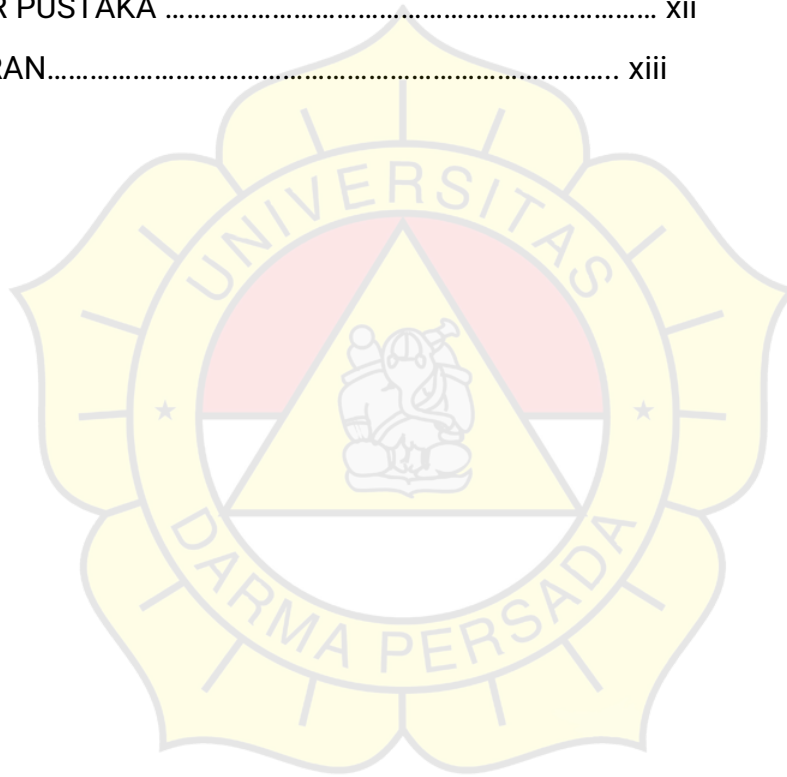 R PUSTAKA ……………………………………………………………… xii
RAN……………………………………………………………………….. xiii
UNIVERSITAS
DARMA PERSADA